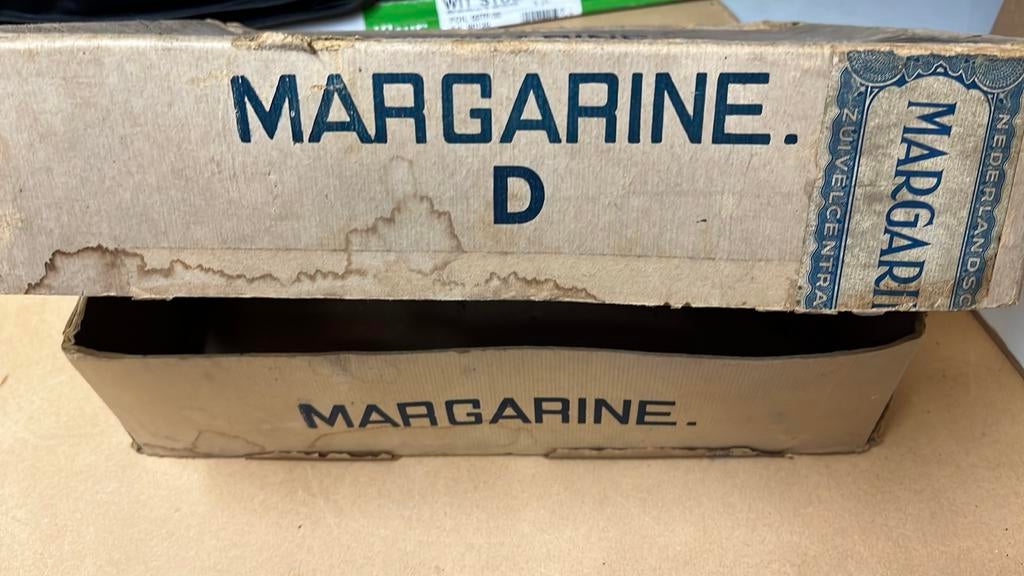 MARGARINE.
D
NEDERLANDSC
MARGARI
ZUIVELCENTRA
MARGARINE.